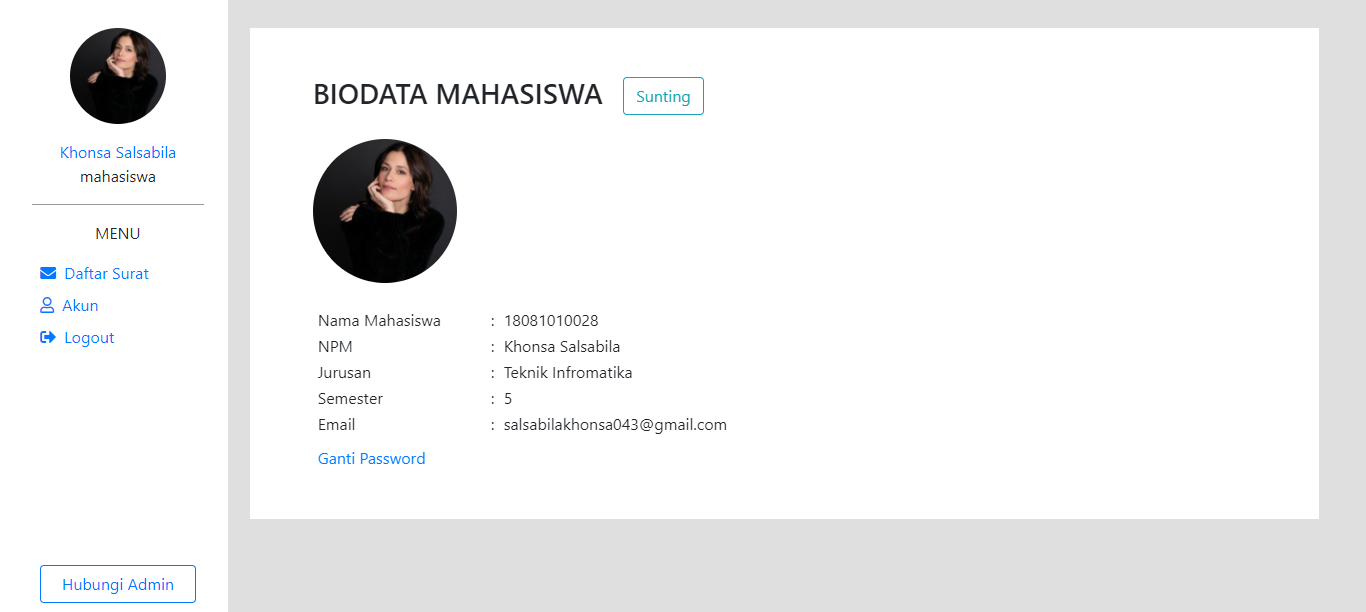 Khonsa Salsabila
mahasiswa
MENU
Daftar Surat
Akun
Logout
Hubungi Admin
BIODATA MAHASISWA Sunting
Nama Mahasiswa : 18081010028
NPM : Khonsa Salsabila
Jurusan : Teknik Infromatika
Semester : 5
Email : salsabilakhonsa043@gmail.com
Ganti Password